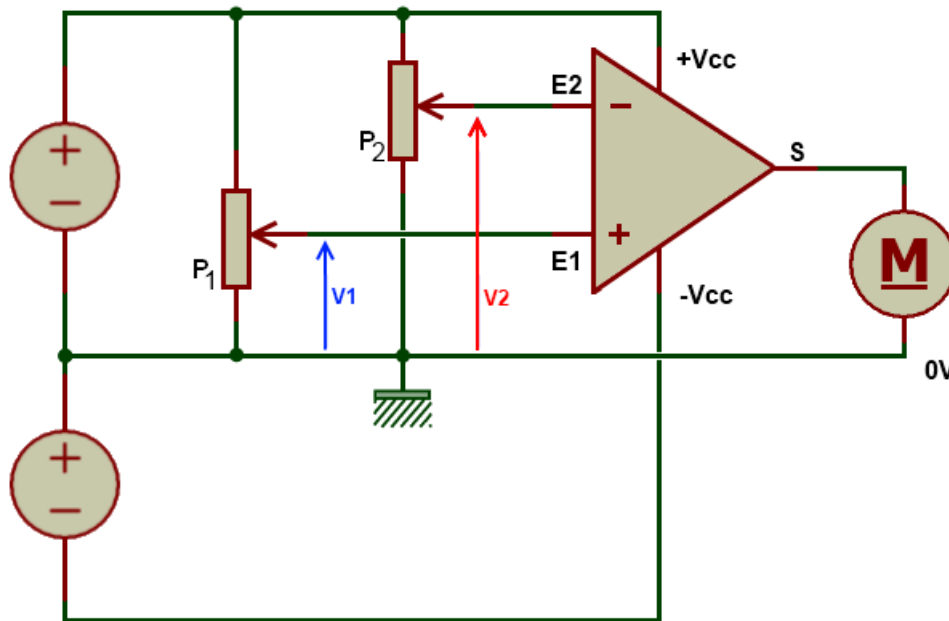 +Vcc
E2
−
P2
S
+
E1
P1
M
V1
V2
-Vcc
0V
+
−
+
−